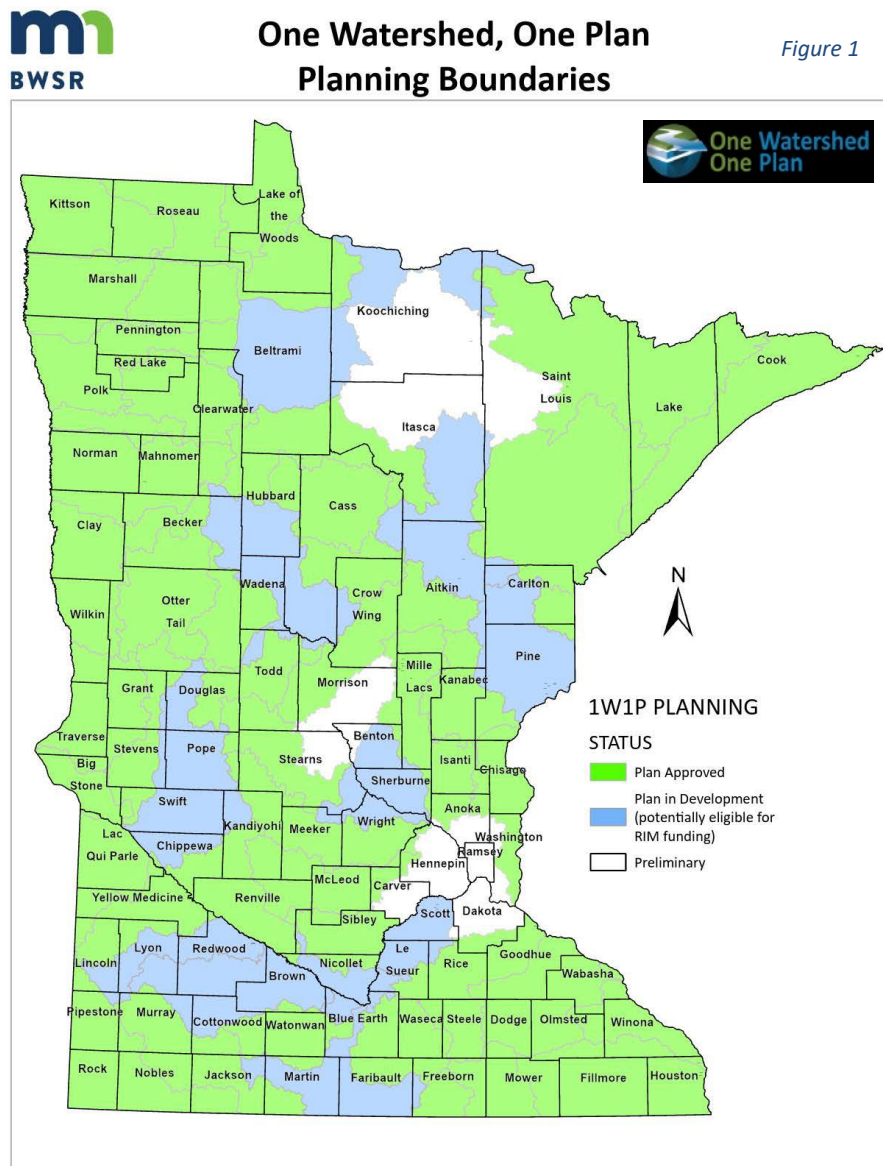 mn
BWSR
One Watershed, One Plan
Planning Boundaries
Figure 1
One Watershed
One Plan
Kittson
Roseau
Lake of
the
Woods
Marshall
Koochiching
Pennington
Beltrami
Red Lake
Polk
Clearwater
Saint
Louis
Cook
Lake
Itasca
Norman
Mahnomen
Hubbard
Cass
Clay
Becker
Wadena
Aitkin
Carlton
Crow
Wing
Otter
Tail
Wilkin
Pine
Mille
Lacs
Kanabec
Todd
Morrison
Grant
Douglas
Benton
Traverse
Stevens
Pope
Stearns
Isanti
Chisago
Big
Stone
Sherburne
Swift
Anoka
Kandiyohi
Meeker
Wright
Washington
Lac
Qui Parle
Chippewa
Ramsey
Hennepin
McLeod
Carver
Yellow Medicine
Renville
Dakota
Scott
Sibley
Lyon
Redwood
Nicollet
Le
Sueur
Rice
Goodhue
Lincoln
Brown
Wabasha
Pipestone
Murray
Cottonwood
Watonwan
Blue Earth
Waseca
Steele
Dodge
Olmsted
Winona
Rock
Nobles
Jackson
Martin
Faribault
Freeborn
Mower
Fillmore
Houston
N
1W1P PLANNING
STATUS
Plan Approved
Plan in Development
(potentially eligible for
RIM funding)
Preliminary